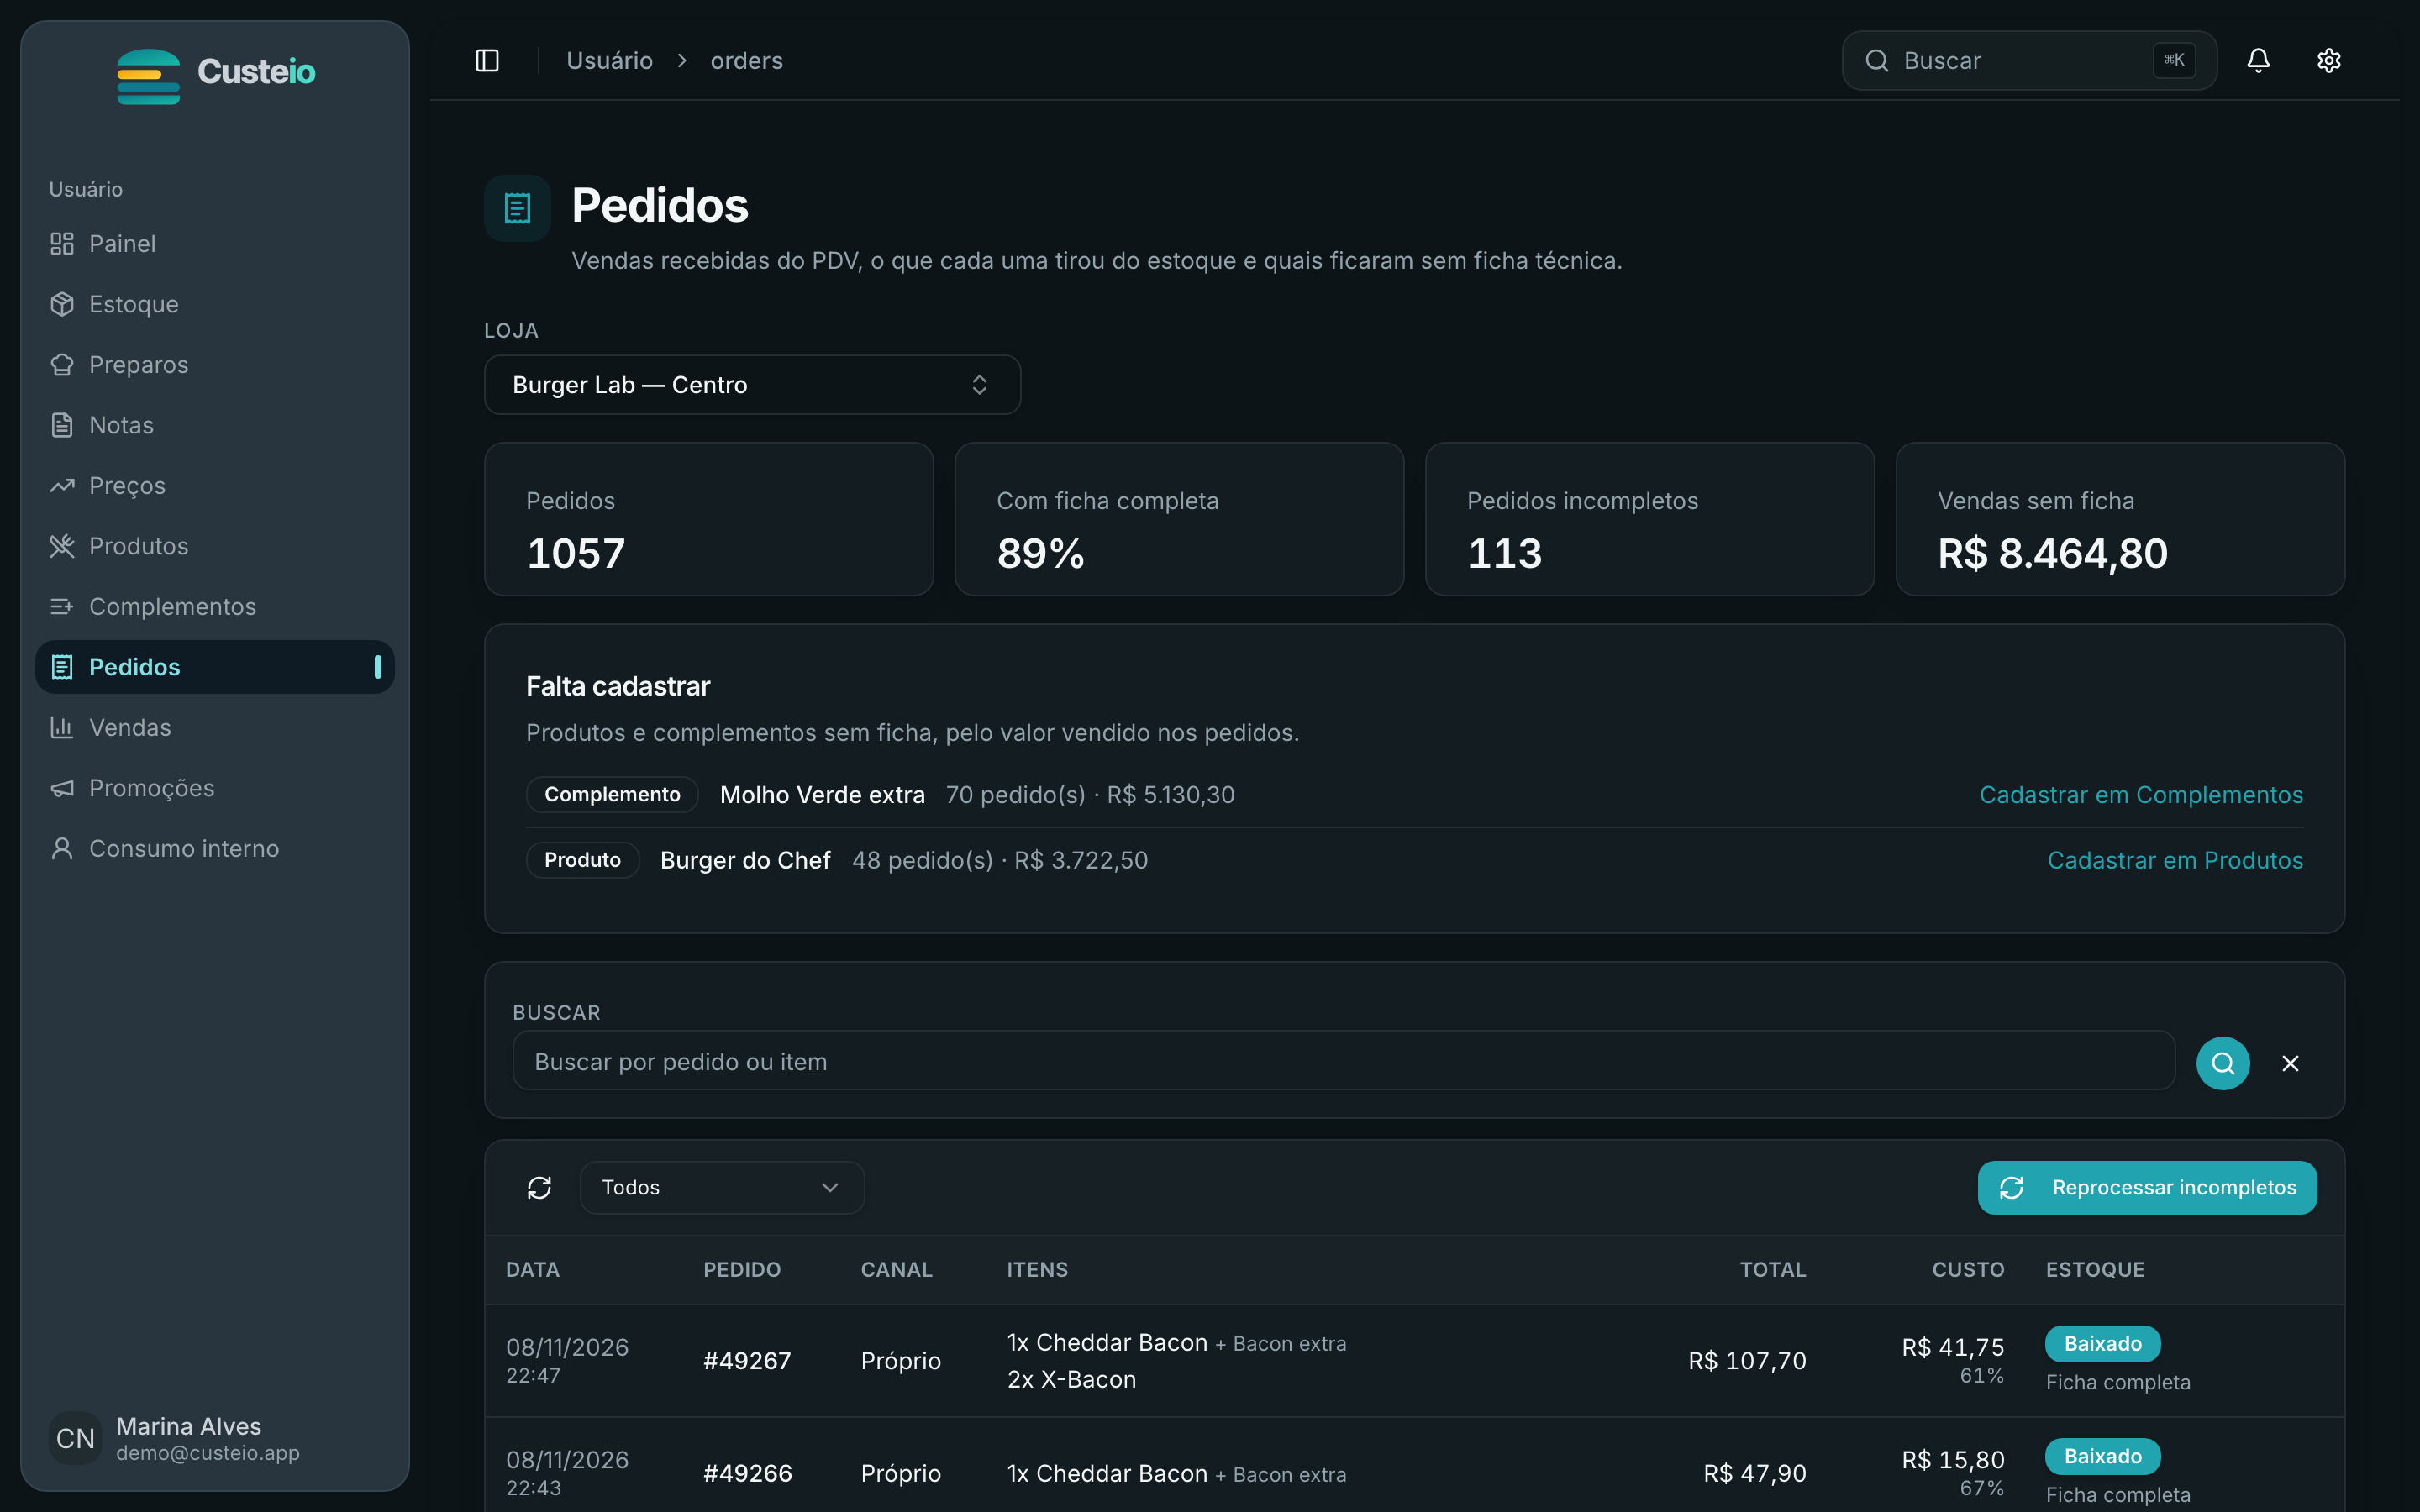 Custeio
Usuário
Painel
Estoque
Preparos
Notas
Preços
Produtos
Complementos
Pedidos
Vendas
Promoções
Consumo interno
CN
Marina Alves
demo@custeio.app
Usuário > orders
Buscar ⌘K
Pedidos
Vendas recebidas do PDV, o que cada uma tirou do estoque e quais ficaram sem ficha técnica.
LOJA
Burger Lab — Centro
Pedidos
1057
Com ficha completa
89%
Pedidos incompletos
113
Vendas sem ficha
R$ 8.464,80
Falta cadastrar
Produtos e complementos sem ficha, pelo valor vendido nos pedidos.
Complemento Molho Verde extra 70 pedido(s) · R$ 5.130,30 Cadastrar em Complementos
Produto Burger do Chef 48 pedido(s) · R$ 3.722,50 Cadastrar em Produtos
BUSCAR
Buscar por pedido ou item
Todos Reprocessar incompletos
DATA PEDIDO CANAL ITENS TOTAL CUSTO ESTOQUE
08/11/2026
22:47
#49267
Próprio
1x Cheddar Bacon + Bacon extra
2x X-Bacon
R$ 107,70
R$ 41,75
61%
Baixado
Ficha completa
08/11/2026
22:43
#49266
Próprio
1x Cheddar Bacon + Bacon extra
R$ 47,90
R$ 15,80
67%
Baixado
Ficha completa